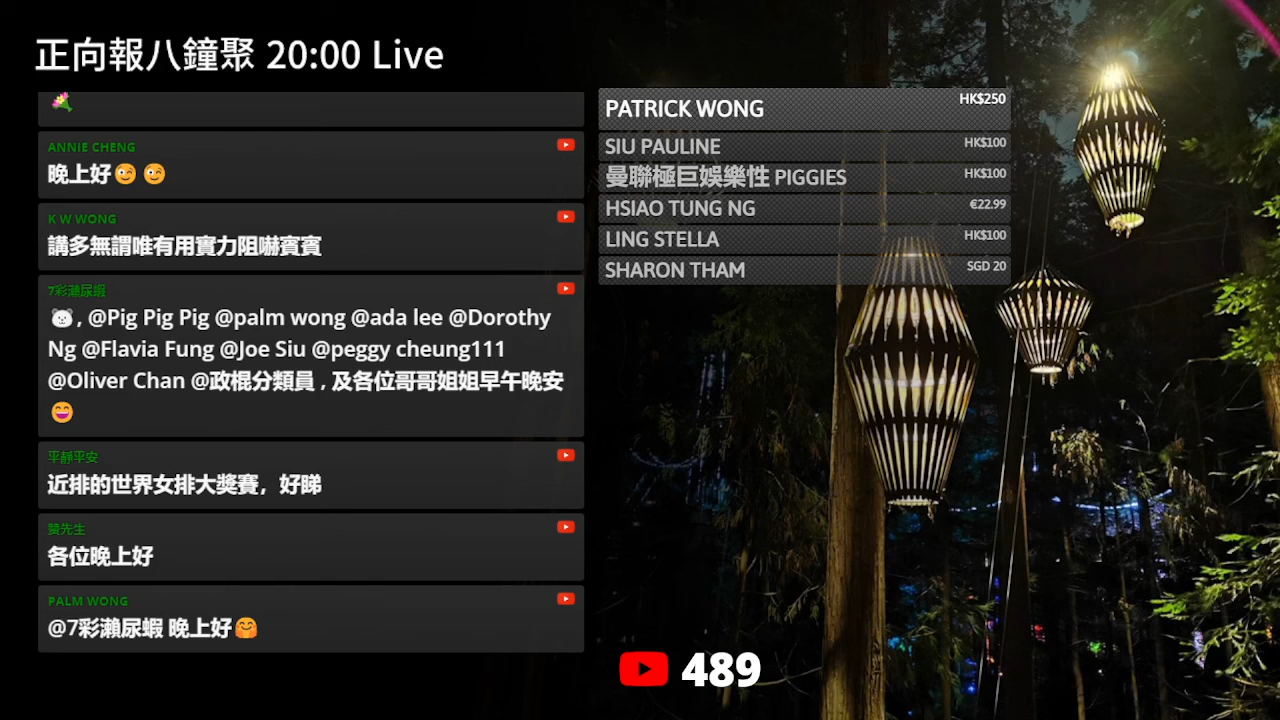 正向報八鐘聚 20:00 Live
ANNIE CHENG
晚上好😉 😉
K W WONG
講多無謂唯有用實力阻嚇賓賓
7彩瀨尿蝦
🐻‍❄️, @Pig Pig Pig @palm wong @ada lee @Dorothy
Ng @Flavia Fung @Joe Siu @peggy cheung111
@Oliver Chan @政棍分類員 , 及各位哥哥姐姐早午晚安
😄
平靜平安
近排的世界女排大獎賽，好睇
贊先生
各位晚上好
PALM WONG
@7彩瀨尿蝦 晚上好🤗
PATRICK WONG HK$250
SIU PAULINE HK$100
曼聯極巨娛樂性 PIGGIES HK$100
HSIAO TUNG NG €22.99
LING STELLA HK$100
SHARON THAM SGD 20
489